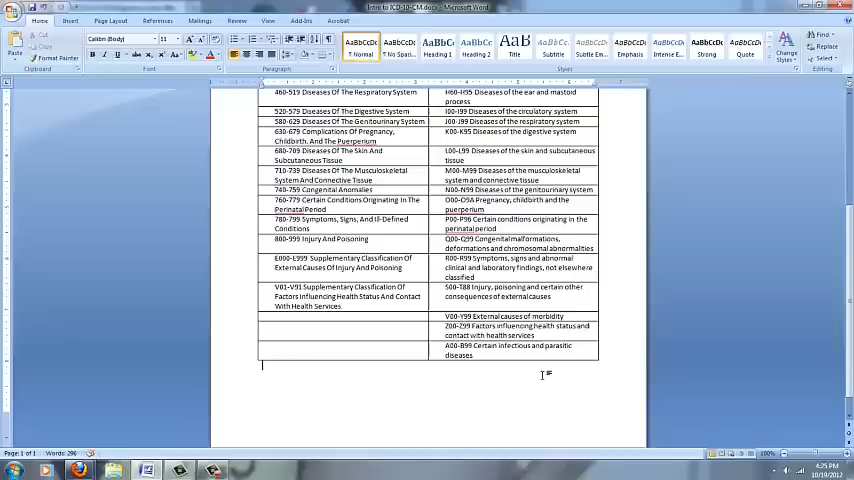 Intro to ICD-10-CM.docx - Microsoft Word
Home Insert Page Layout References Mailings Review View Add-Ins Acrobat
Cut
Copy
Format Painter
Paste
Clipboard
Calibri (Body) 11
Font
Paragraph
AaBbCcDc AaBbCcDc AaBbC AaBbCc AaB AaBbCc AaBbCcDc AaBbCcDc AaBbCcDc AaBbCcDc AaBbCcDc
¶ Normal ¶ No Spaci... Heading 1 Heading 2 Title Subtitle Subtle Em... Emphasis Intense E... Strong Quote
Change Styles
Styles
Find
Replace
Select
Editing
460-519 Diseases Of The Respiratory System
H60-H95 Diseases of the ear and mastoid
process
520-579 Diseases Of The Digestive System
I00-I99 Diseases of the circulatory system
580-629 Diseases Of The Genitourinary System
J00-J99 Diseases of the respiratory system
630-679 Complications Of Pregnancy,
Childbirth, And The Puerperium
K00-K95 Diseases of the digestive system
680-709 Diseases Of The Skin And
Subcutaneous Tissue
L00-L99 Diseases of the skin and subcutaneous
tissue
710-739 Diseases Of The Musculoskeletal
System And Connective Tissue
M00-M99 Diseases of the musculoskeletal
system and connective tissue
740-759 Congenital Anomalies
N00-N99 Diseases of the genitourinary system
760-779 Certain Conditions Originating In The
Perinatal Period
O00-O9A Pregnancy, childbirth and the
puerperium
780-799 Symptoms, Signs, And Ill-Defined
Conditions
P00-P96 Certain conditions originating in the
perinatal period
800-999 Injury And Poisoning
Q00-Q99 Congenital malformations,
deformations and chromosomal abnormalities
E000-E999 Supplementary Classification Of
External Causes Of Injury And Poisoning
R00-R99 Symptoms, signs and abnormal
clinical and laboratory findings, not elsewhere
classified
V01-V91 Supplementary Classification Of
Factors Influencing Health Status And Contact
With Health Services
S00-T88 Injury, poisoning and certain other
consequences of external causes
V00-Y99 External causes of morbidity
Z00-Z99 Factors influencing health status and
contact with health services
A00-B99 Certain infectious and parasitic
diseases
Page: 1 of 1 Words: 296
100%
4:25 PM
10/19/2012